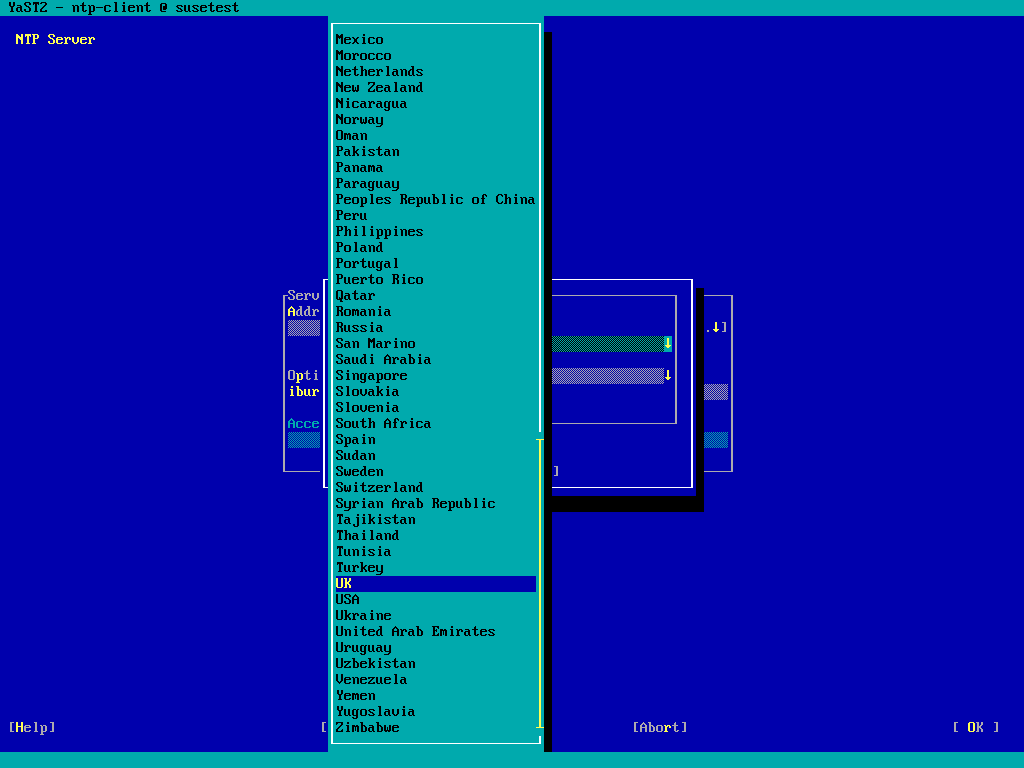 YaST2 - ntp-client @ susetest
NTP Server
Mexico
Morocco
Netherlands
New Zealand
Nicaragua
Norway
Oman
Pakistan
Panama
Paraguay
Peoples Republic of China
Peru
Philippines
Poland
Portugal
Puerto Rico
Serv Qatar
Addr Romania
Russia .↓]
San Marino ↓
Saudi Arabia
Opti Singapore ↓
ibur Slovakia
Slovenia
Acce South Africa
Spain
Sudan
Sweden ]
Switzerland
Syrian Arab Republic
Tajikistan
Thailand
Tunisia
Turkey
UK
USA
Ukraine
United Arab Emirates
Uruguay
Uzbekistan
Venezuela
Yemen
Yugoslavia
[Help] [ Zimbabwe [Abort] [ OK ]